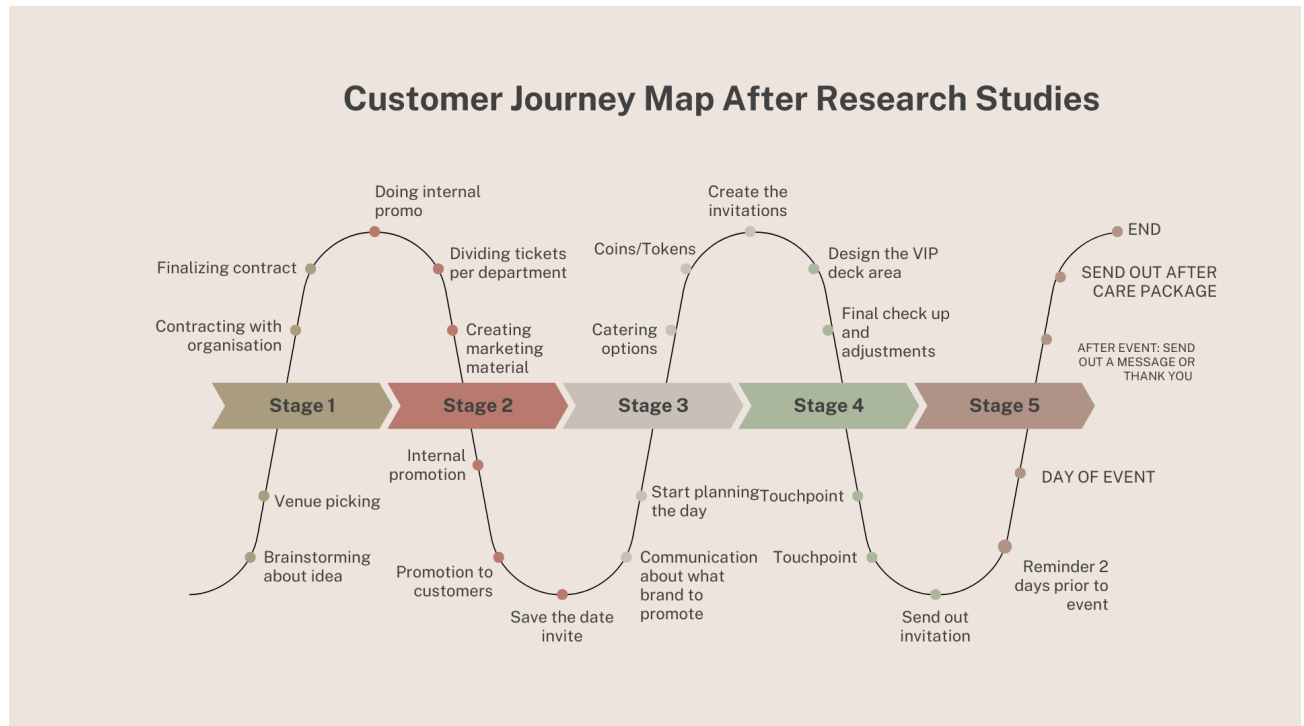 Customer Journey Map After Research Studies
Doing internal
promo
Create the
invitations
END
Finalizing contract
Dividing tickets
per department
Coins/Tokens
Design the VIP
deck area
SEND OUT AFTER
CARE PACKAGE
Contracting with
organisation
Creating
marketing
material
Catering
options
Final check up
and
adjustments
AFTER EVENT: SEND
OUT A MESSAGE OR
THANK YOU
Stage 1
Stage 2
Stage 3
Stage 4
Stage 5
Internal
promotion
Venue picking
Start planning
the day
Touchpoint
DAY OF EVENT
Brainstorming
about idea
Promotion to
customers
Communication
about what
brand to
promote
Touchpoint
Reminder 2
days prior to
event
Save the date
invite
Send out
invitation